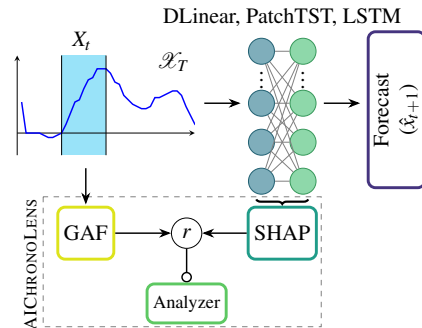 DLinear, PatchTST, LSTM
X_t
𝒳_T
Forecast
(x̂_{t+1})
AICHRONOLENS
GAF
r
SHAP
Analyzer